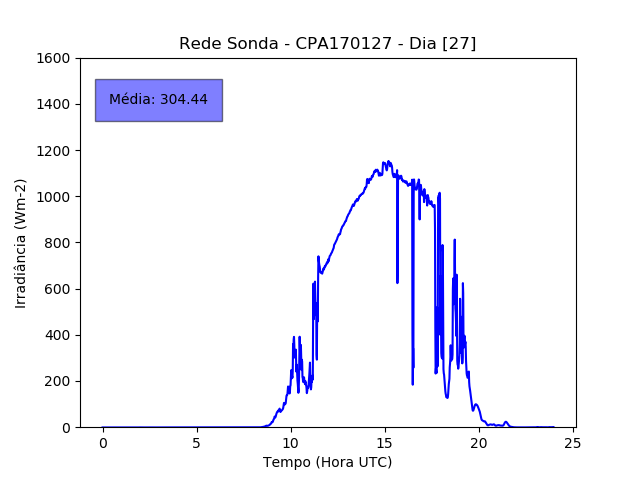 Rede Sonda - CPA170127 - Dia [27]
1600
1400
1200
1000
800
600
400
200
0
Irradiância (Wm-2)
Média: 304.44
0 5 10 15 20 25
Tempo (Hora UTC)